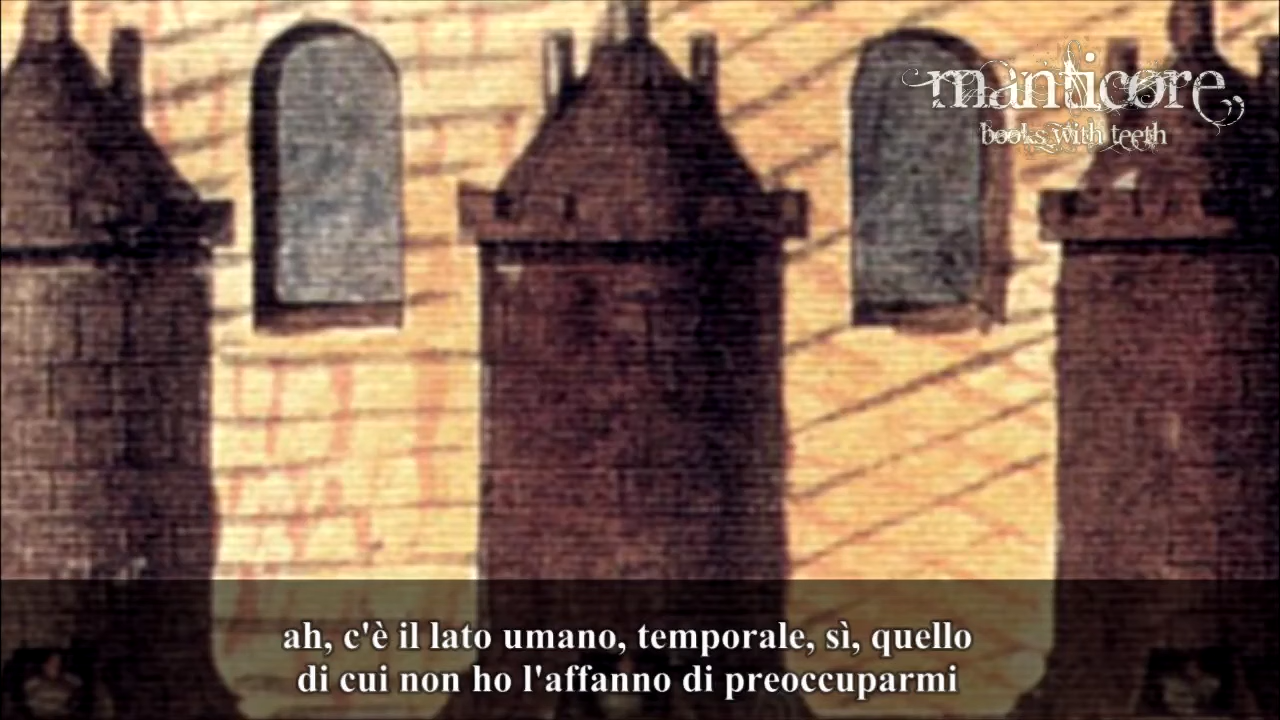 manticore
books with teeth
ah, c'è il lato umano, temporale, sì, quello
di cui non ho l'affanno di preoccuparmi